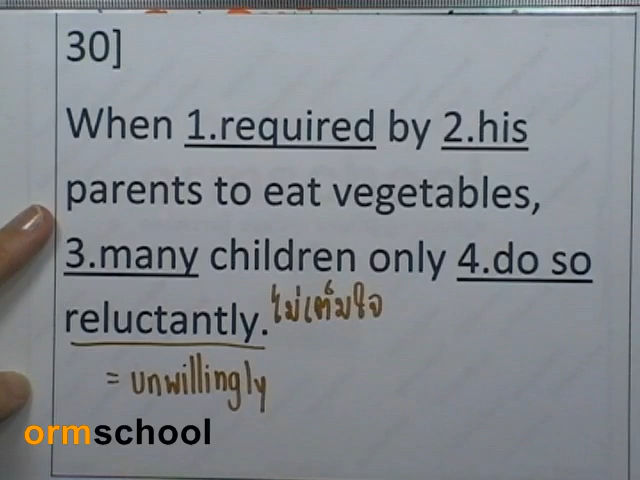 30]
When 1.required by 2.his
parents to eat vegetables,
3.many children only 4.do so
reluctantly. ไม่เต็มใจ
= unwillingly
ormschool